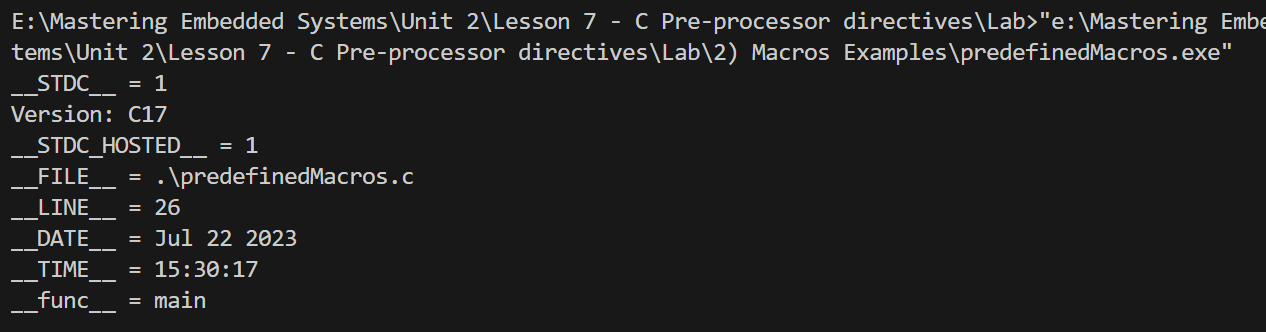 E:\Mastering Embedded Systems\Unit 2\Lesson 7 - C Pre-processor directives\Lab>"e:\Mastering Embe
tems\Unit 2\Lesson 7 - C Pre-processor directives\Lab\2) Macros Examples\predefinedMacros.exe"
__STDC__ = 1
Version: C17
__STDC_HOSTED__ = 1
__FILE__ = .\predefinedMacros.c
__LINE__ = 26
__DATE__ = Jul 22 2023
__TIME__ = 15:30:17
__func__ = main